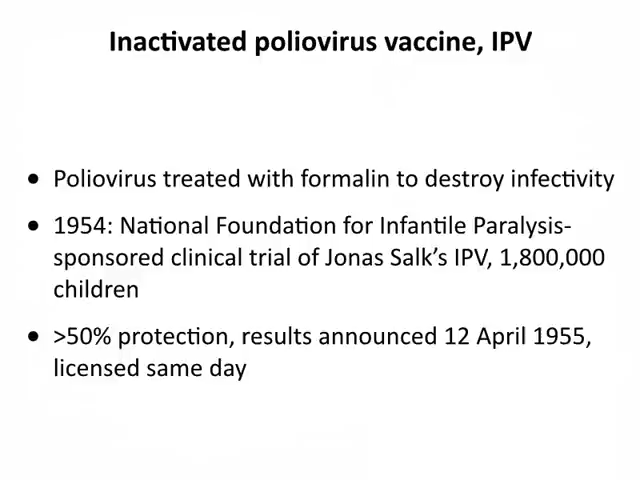 Inactivated poliovirus vaccine, IPV
• Poliovirus treated with formalin to destroy infectivity
• 1954: National Foundation for Infantile Paralysis-
sponsored clinical trial of Jonas Salk’s IPV, 1,800,000
children
• >50% protection, results announced 12 April 1955,
licensed same day